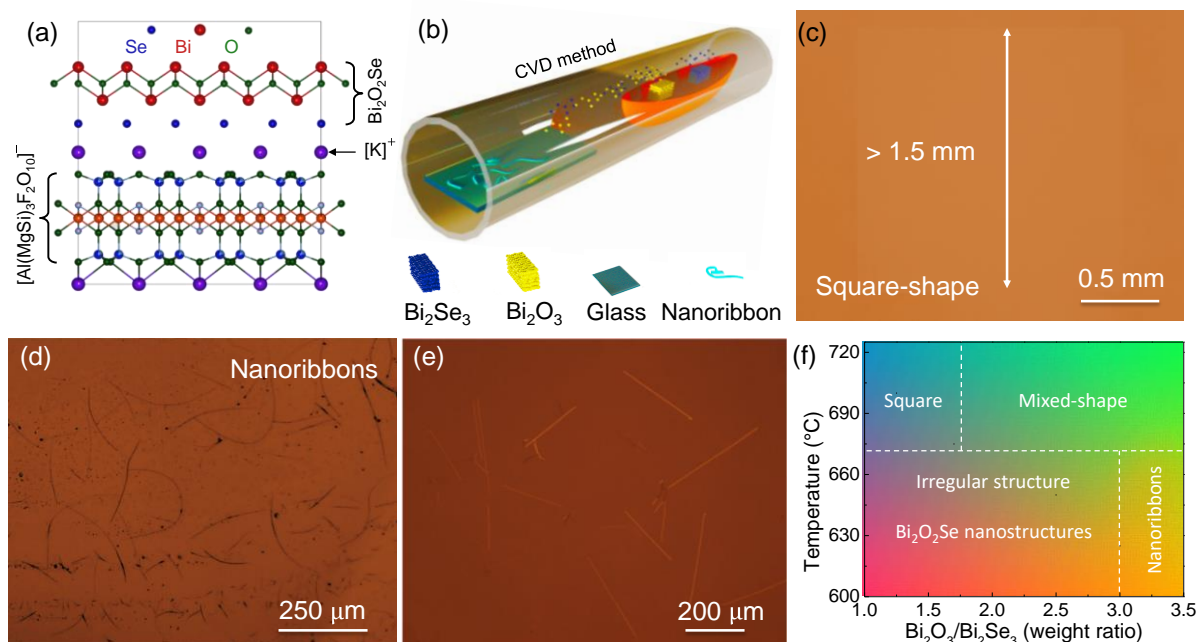 (a)
Se Bi O
Bi₂O₂Se
[K]⁺
[Al(MgSi)₃F₂O₁₀]⁻
(b)
CVD method
Bi₂Se₃ Bi₂O₃ Glass Nanoribbon
(c)
> 1.5 mm
Square-shape
0.5 mm
(d)
Nanoribbons
250 μm
(e)
200 μm
(f)
Temperature (°C)
720
690
660
630
600
Square
Mixed-shape
Irregular structure
Bi₂O₂Se nanostructures
Nanoribbons
1.0 1.5 2.0 2.5 3.0 3.5
Bi₂O₃/Bi₂Se₃ (weight ratio)